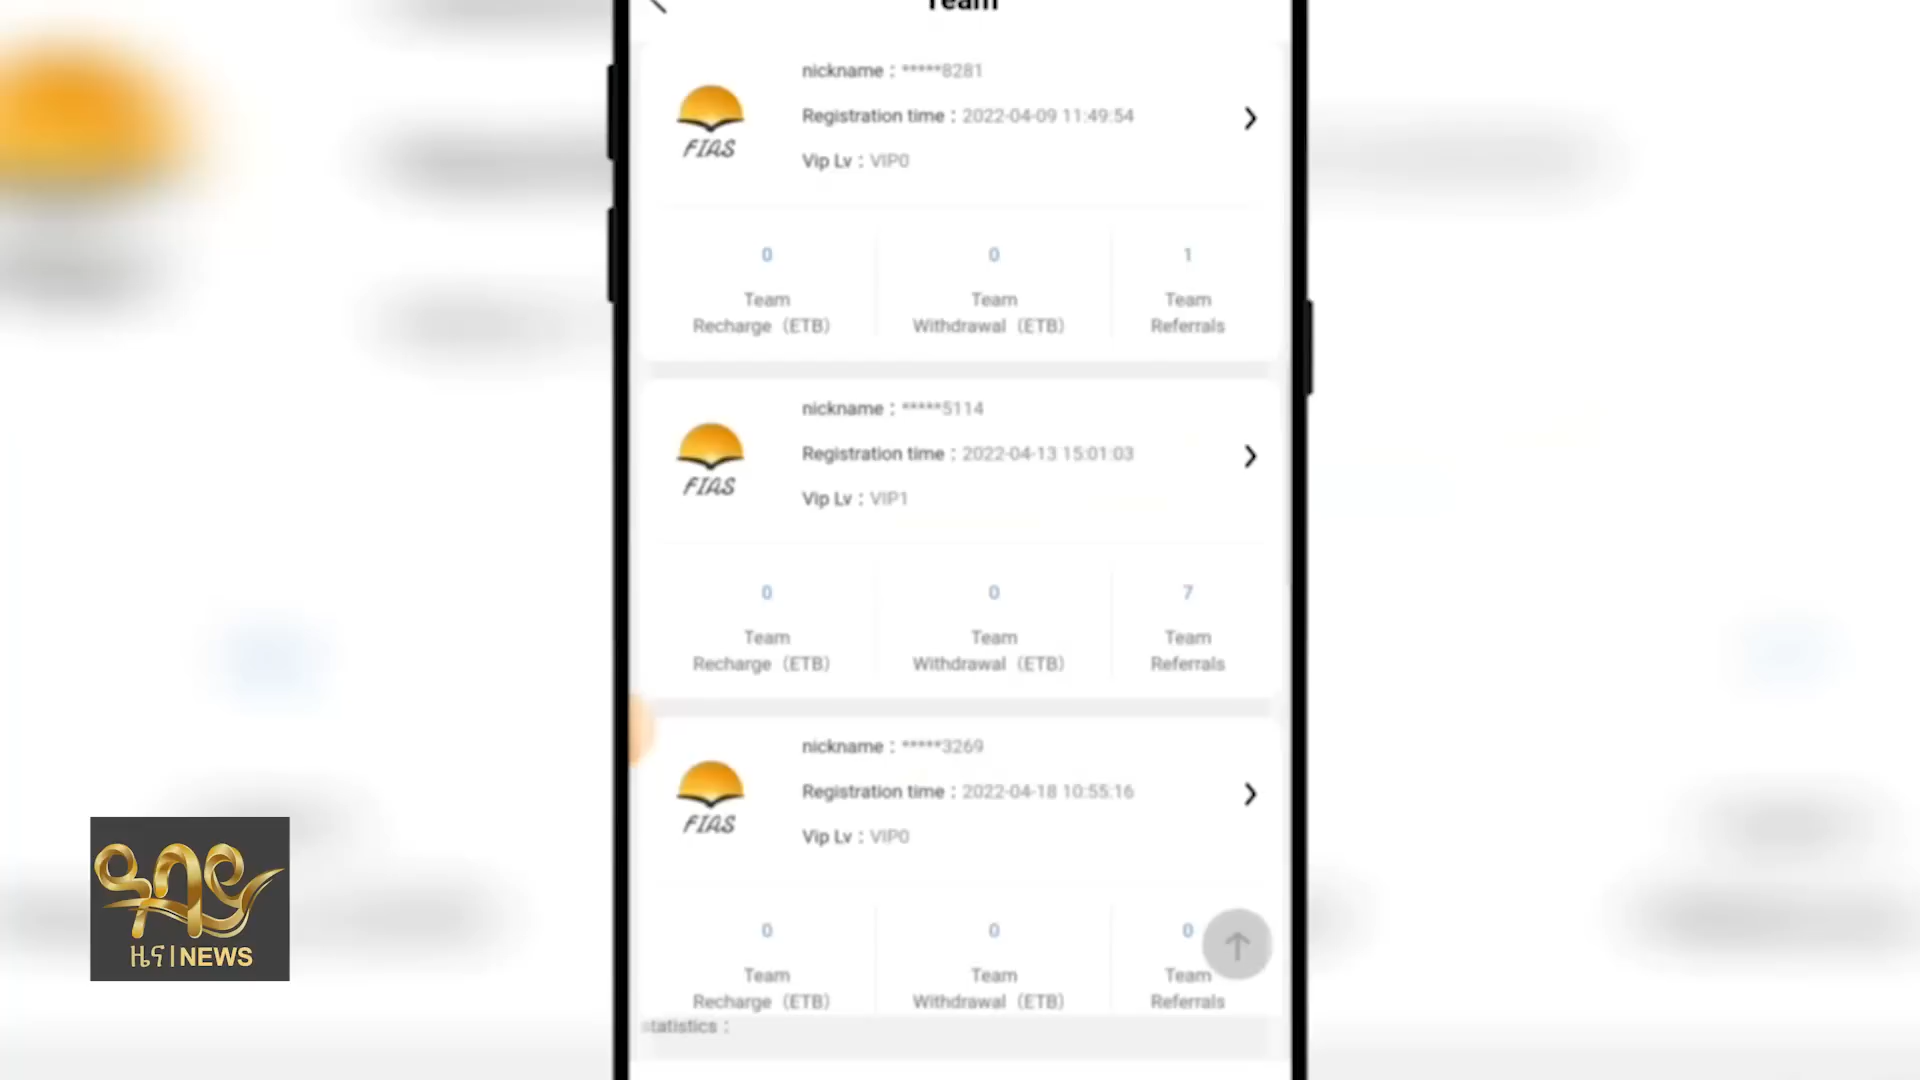 Team
nickname : *****8281
Registration time : 2022-04-09 11:49:54
Vip Lv : VIP0
FIAS
0
0
1
Team
Recharge (ETB)
Team
Withdrawal (ETB)
Team
Referrals
nickname : *****5114
Registration time : 2022-04-13 15:01:03
Vip Lv : VIP1
FIAS
0
0
7
Team
Recharge (ETB)
Team
Withdrawal (ETB)
Team
Referrals
nickname : *****3269
Registration time : 2022-04-18 10:55:16
Vip Lv : VIP0
FIAS
0
0
0
Team
Recharge (ETB)
Team
Withdrawal (ETB)
Team
Referrals
statistics :
ዜና | NEWS